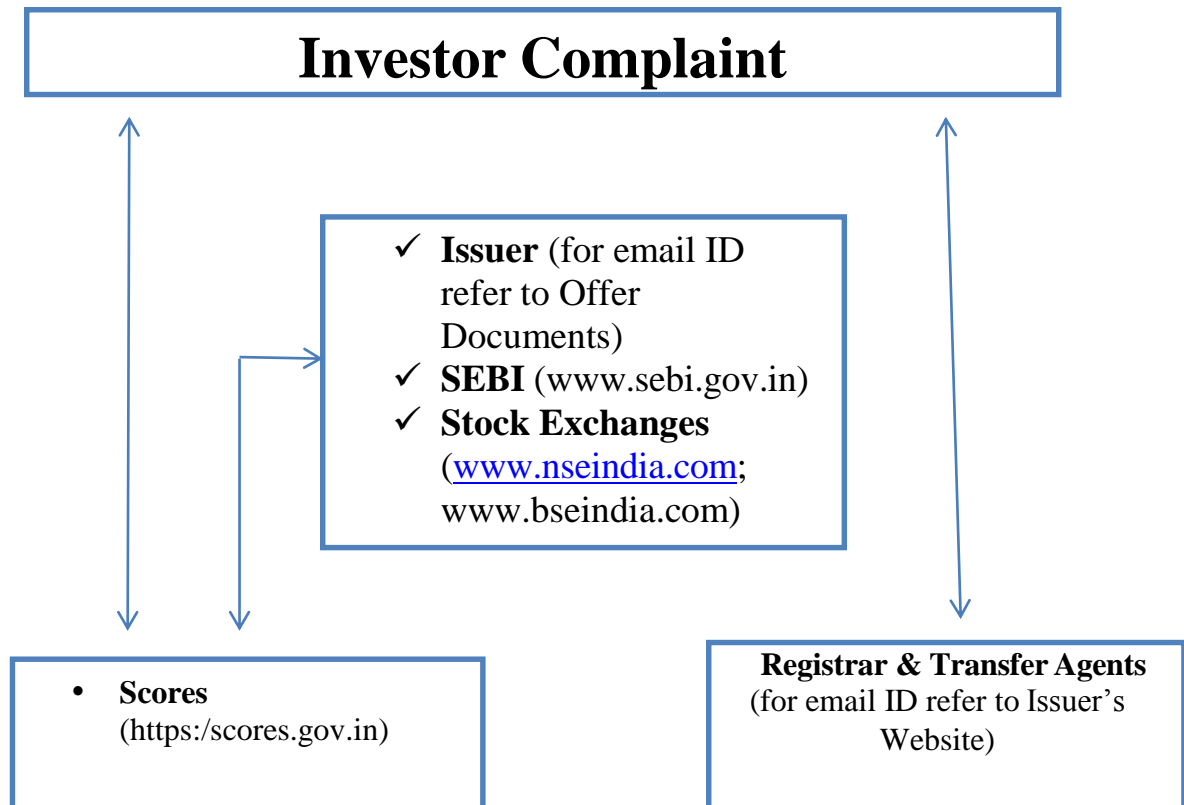 Investor Complaint
✓ Issuer (for email ID
refer to Offer
Documents)
✓ SEBI (www.sebi.gov.in)
✓ Stock Exchanges
(www.nseindia.com;
www.bseindia.com)
• Scores
(https:/scores.gov.in)
Registrar & Transfer Agents
(for email ID refer to Issuer’s
Website)